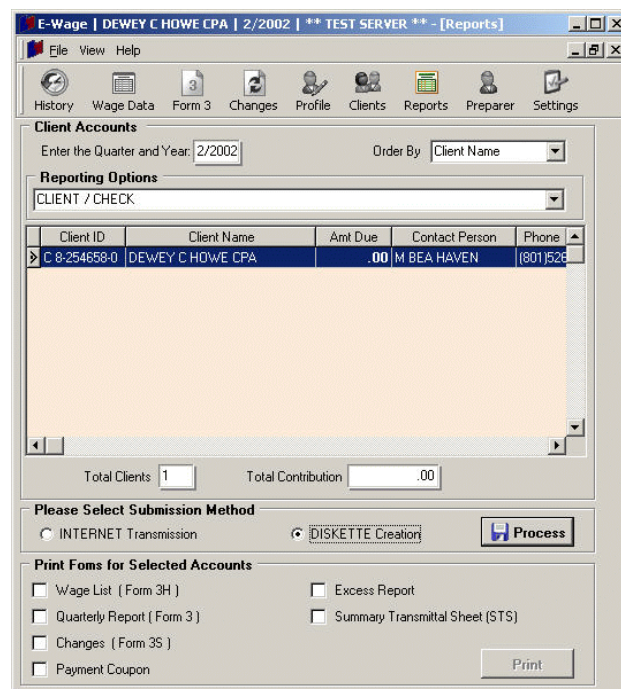 E-Wage | DEWEY C HOWE CPA | 2/2002 | ** TEST SERVER ** - [Reports]
File View Help
3 3
History Wage Data Form 3 Changes Profile Clients Reports Preparer Settings
Client Accounts
Enter the Quarter and Year: 2/2002 Order By Client Name
Reporting Options
CLIENT / CHECK
Client ID Client Name Amt Due Contact Person Phone
C 8-254658-0 DEWEY C HOWE CPA .00 M BEA HAVEN (801)526
Total Clients 1 Total Contribution .00
Please Select Submission Method
INTERNET Transmission DISKETTE Creation Process
Print Foms for Selected Accounts
Wage List ( Form 3H ) Excess Report
Quarterly Report ( Form 3 ) Summary Transmittal Sheet (STS)
Changes ( Form 3S )
Payment Coupon Print